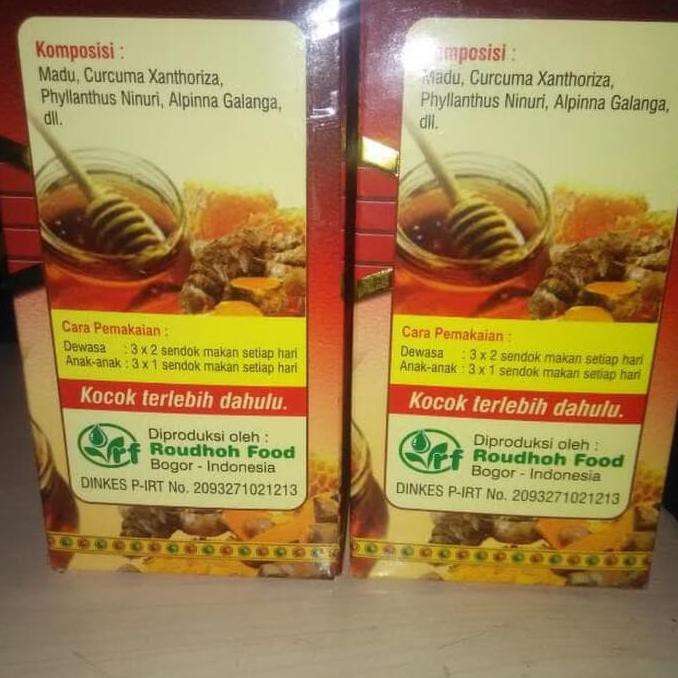 Komposisi :
Madu, Curcuma Xanthoriza,
Phyllanthus Ninuri, Alpinna Galanga,
dll.
Cara Pemakaian :
Dewasa : 3 x 2 sendok makan setiap hari
Anak-anak : 3 x 1 sendok makan setiap hari
Kocok terlebih dahulu.
rf
Diproduksi oleh :
Roudhoh Food
Bogor - Indonesia
DINKES P-IRT No. 2093271021213
omposisi :
Madu, Curcuma Xanthoriza,
Phyllanthus Ninuri, Alpinna Galanga,
dll.
Cara Pemakaian :
Dewasa : 3 x 2 sendok makan setiap hari
Anak-anak : 3 x 1 sendok makan setiap hari
Kocok terlebih dahulu.
rf
Diproduksi oleh :
Roudhoh Food
Bogor - Indonesia
DINKES P-IRT No. 2093271021213